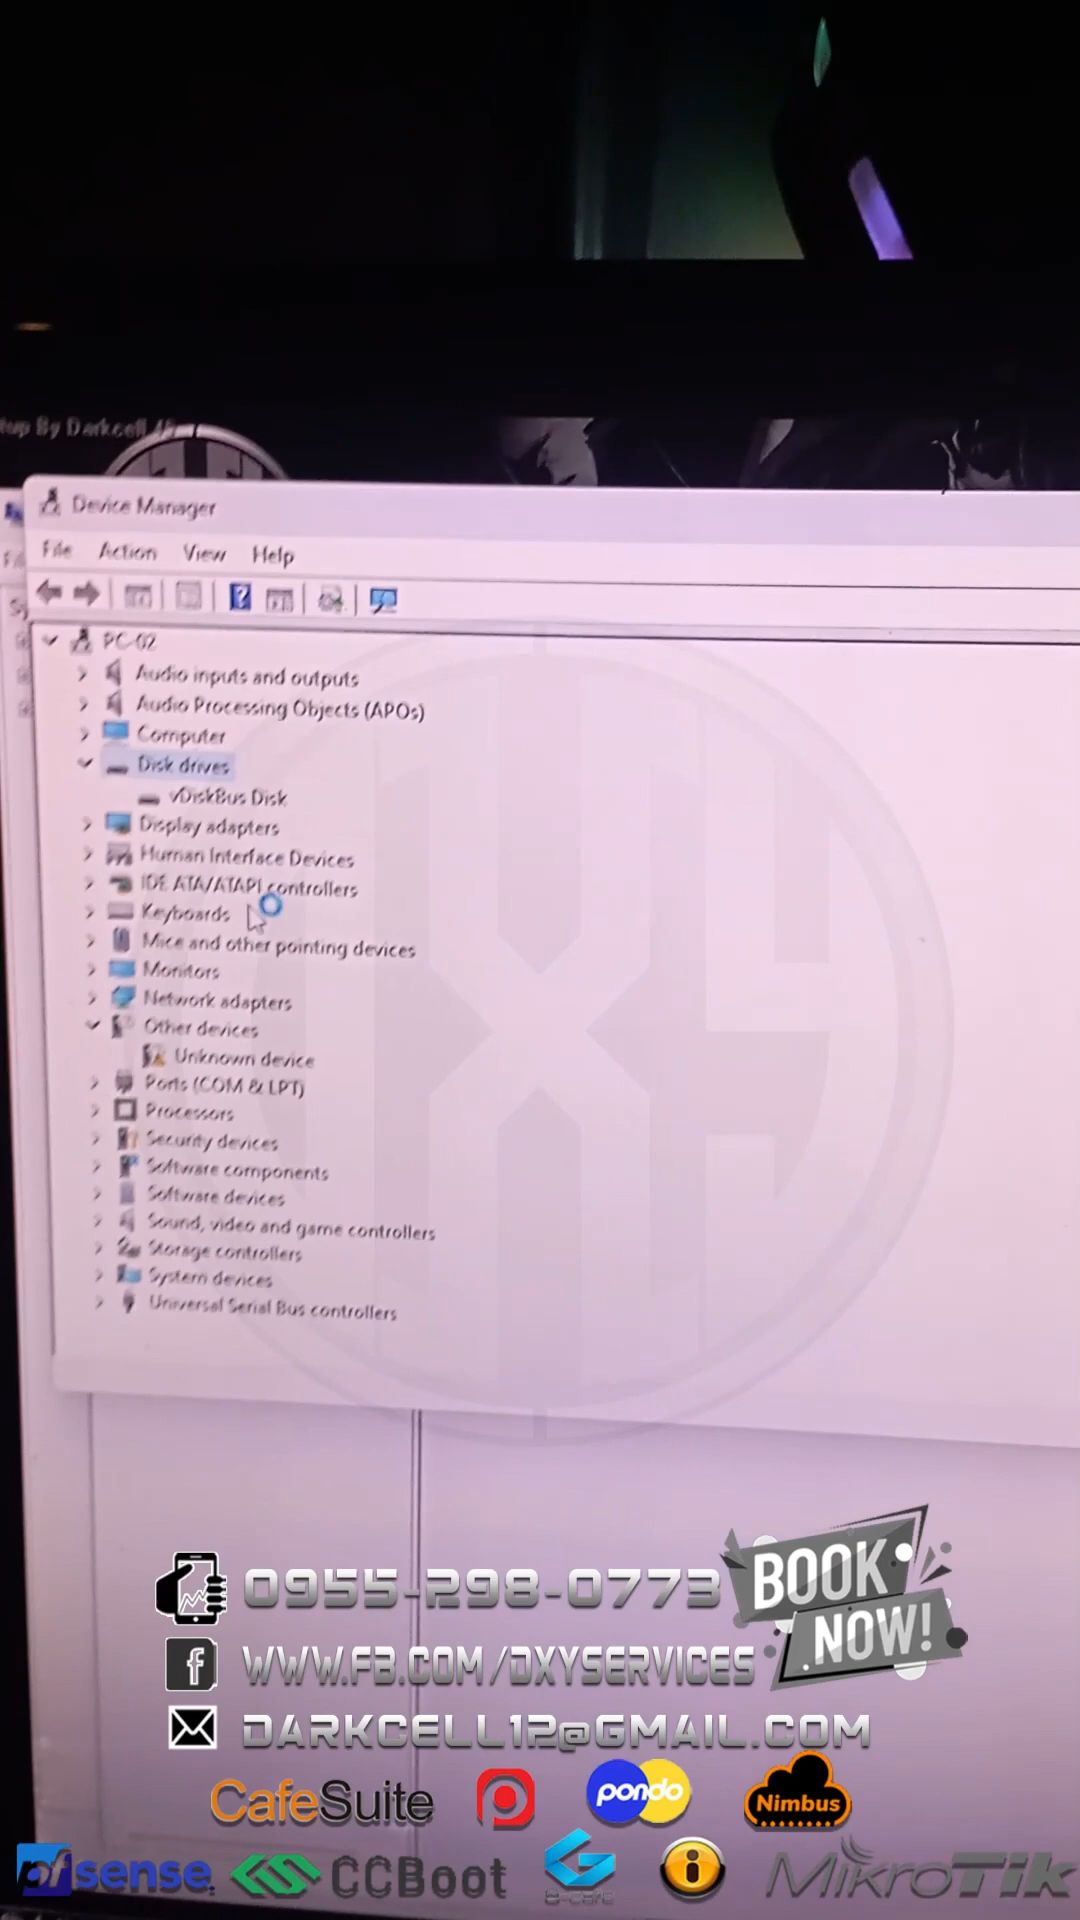 By Darkcell
Device Manager
File Action View Help
PC-02
Audio inputs and outputs
Audio Processing Objects (APOs)
Computer
Disk drives
vDiskBus Disk
Display adapters
Human Interface Devices
IDE ATA/ATAPI controllers
Keyboards
Mice and other pointing devices
Monitors
Network adapters
Other devices
Unknown device
Ports (COM & LPT)
Processors
Security devices
Software components
Software devices
Sound, video and game controllers
Storage controllers
System devices
Universal Serial Bus controllers
0955-298-0773
BOOK NOW!
WWW.FB.COM/DXYSERVICES
DARKCELL12@GMAIL.COM
CafeSuite pondo Nimbus
pfsense CCBoot MikroTik